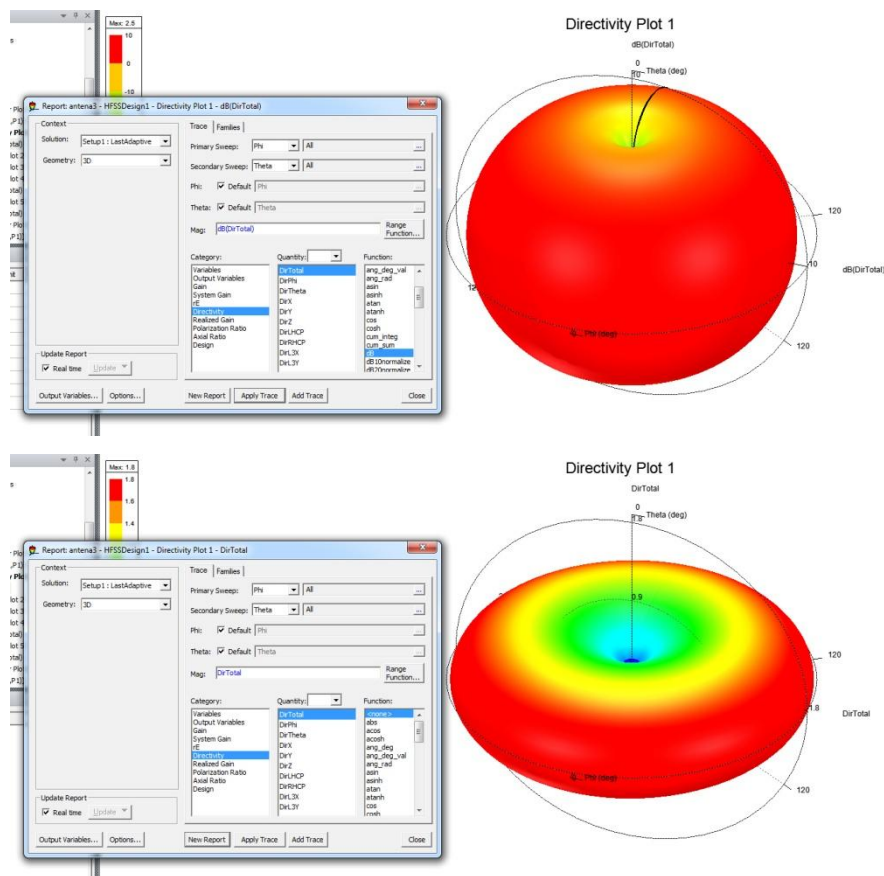 Max: 2.5
10
0
-10
Report: antena3 - HFSSDesign1 - Directivity Plot 1 - dB(DirTotal)
Context
Solution: Setup1 : LastAdaptive
Geometry: 3D
Update Report
Real time Update
Output Variables... Options...
Trace Families
Primary Sweep: Phi All ...
Secondary Sweep: Theta All ...
Phi: Default Phi ...
Theta: Default Theta ...
Mag: dB(DirTotal) Range Function...
Category: Quantity: Function:
Variables DirTotal ang_deg_val
Output Variables DirPhi ang_rad
Gain DirTheta asin
System Gain DirX asinh
rE DirY atan
Directivity DirZ atanh
Realized Gain DirLHCP cos
Polarization Ratio DirRHCP cosh
Axial Ratio DirL3X cum_integ
Design DirL3Y cum_sum
dB
dB10normalize
dB20normalize
New Report Apply Trace Add Trace Close
Directivity Plot 1
dB(DirTotal)
0
Theta (deg)
10
120
10
dB(DirTotal)
Phi (deg)
120
Max: 1.8
1.8
1.6
1.4
Report: antena3 - HFSSDesign1 - Directivity Plot 1 - DirTotal
Context
Solution: Setup1 : LastAdaptive
Geometry: 3D
Update Report
Real time Update
Output Variables... Options...
Trace Families
Primary Sweep: Phi All ...
Secondary Sweep: Theta All ...
Phi: Default Phi ...
Theta: Default Theta ...
Mag: DirTotal Range Function...
Category: Quantity: Function:
Variables DirTotal <none>
Output Variables DirPhi abs
Gain DirTheta acos
System Gain DirX acosh
rE DirY ang_deg
Directivity DirZ ang_deg_val
Realized Gain DirLHCP ang_rad
Polarization Ratio DirRHCP asin
Axial Ratio DirL3X asinh
Design DirL3Y atan
atanh
cos
cosh
New Report Apply Trace Add Trace Close
Directivity Plot 1
DirTotal
0
Theta (deg)
1.8
0.9
120
1.8
DirTotal
Phi (deg)
120